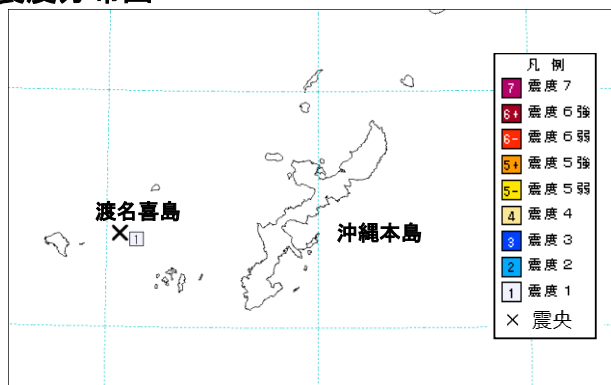 震度分布図
渡名喜島
1
沖縄本島
凡 例
7 震度7
6+ 震度6強
6- 震度6弱
5+ 震度5強
5- 震度5弱
4 震度4
3 震度3
2 震度2
1 震度1
× 震央